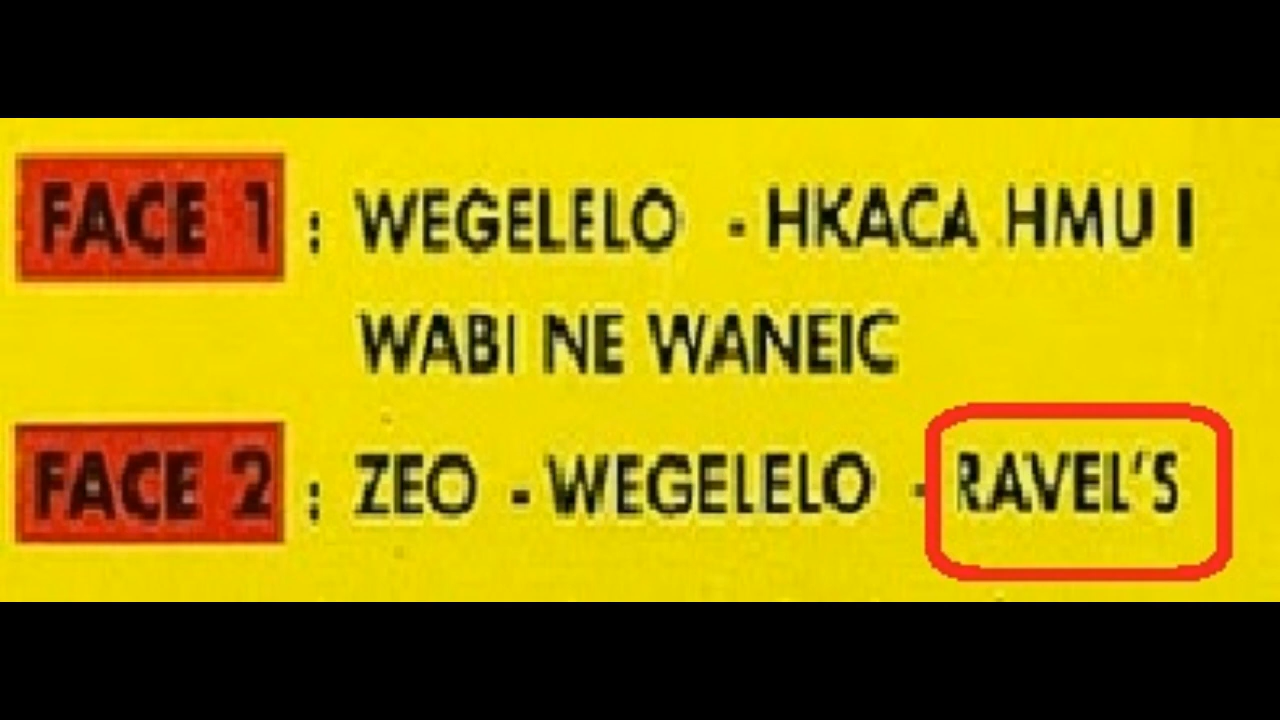 FACE 1 : WEGELELO - HKACA HMU I
WABI NE WANEIC
FACE 2 : ZEO - WEGELELO - RAVEL'S